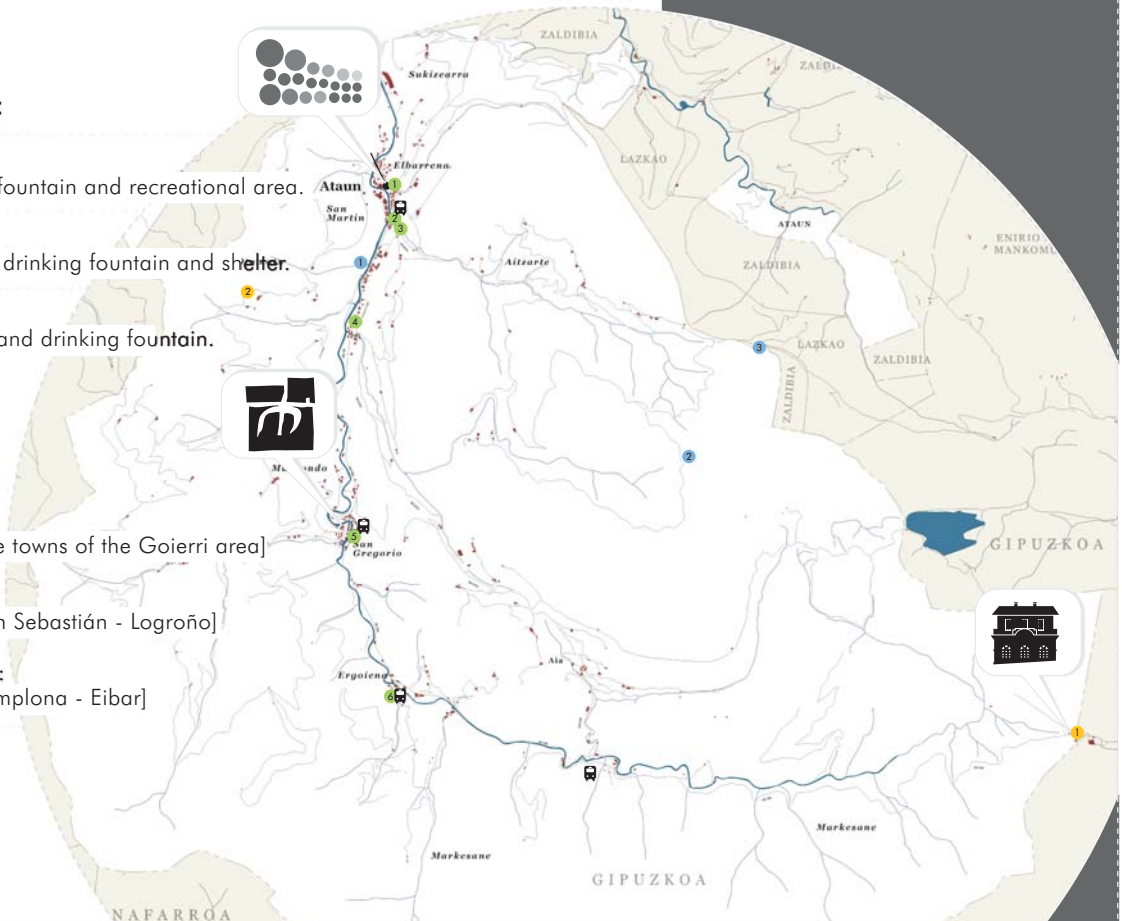 :
fountain and recreational area.
drinking fountain and shelter.
and drinking fountain.
e towns of the Goierri area]
n Sebastián - Logroño]
:
mplona - Eibar]
ZALDIBIA
Sukizearra
LAZKAO
Elbarrena
Ataun
1
San
Martin
2
3
ATAUN
ENIRIO
1
Aitzarte
ZALDIBIA
2
4
3
LAZKAO
ZALDIBIA
ZALDIBIA
2
5
San
Gregorio
GIPUZKOA
Aia
Ergoiena
6
1
Markesane
Markesane
GIPUZKOA
NAFARROA